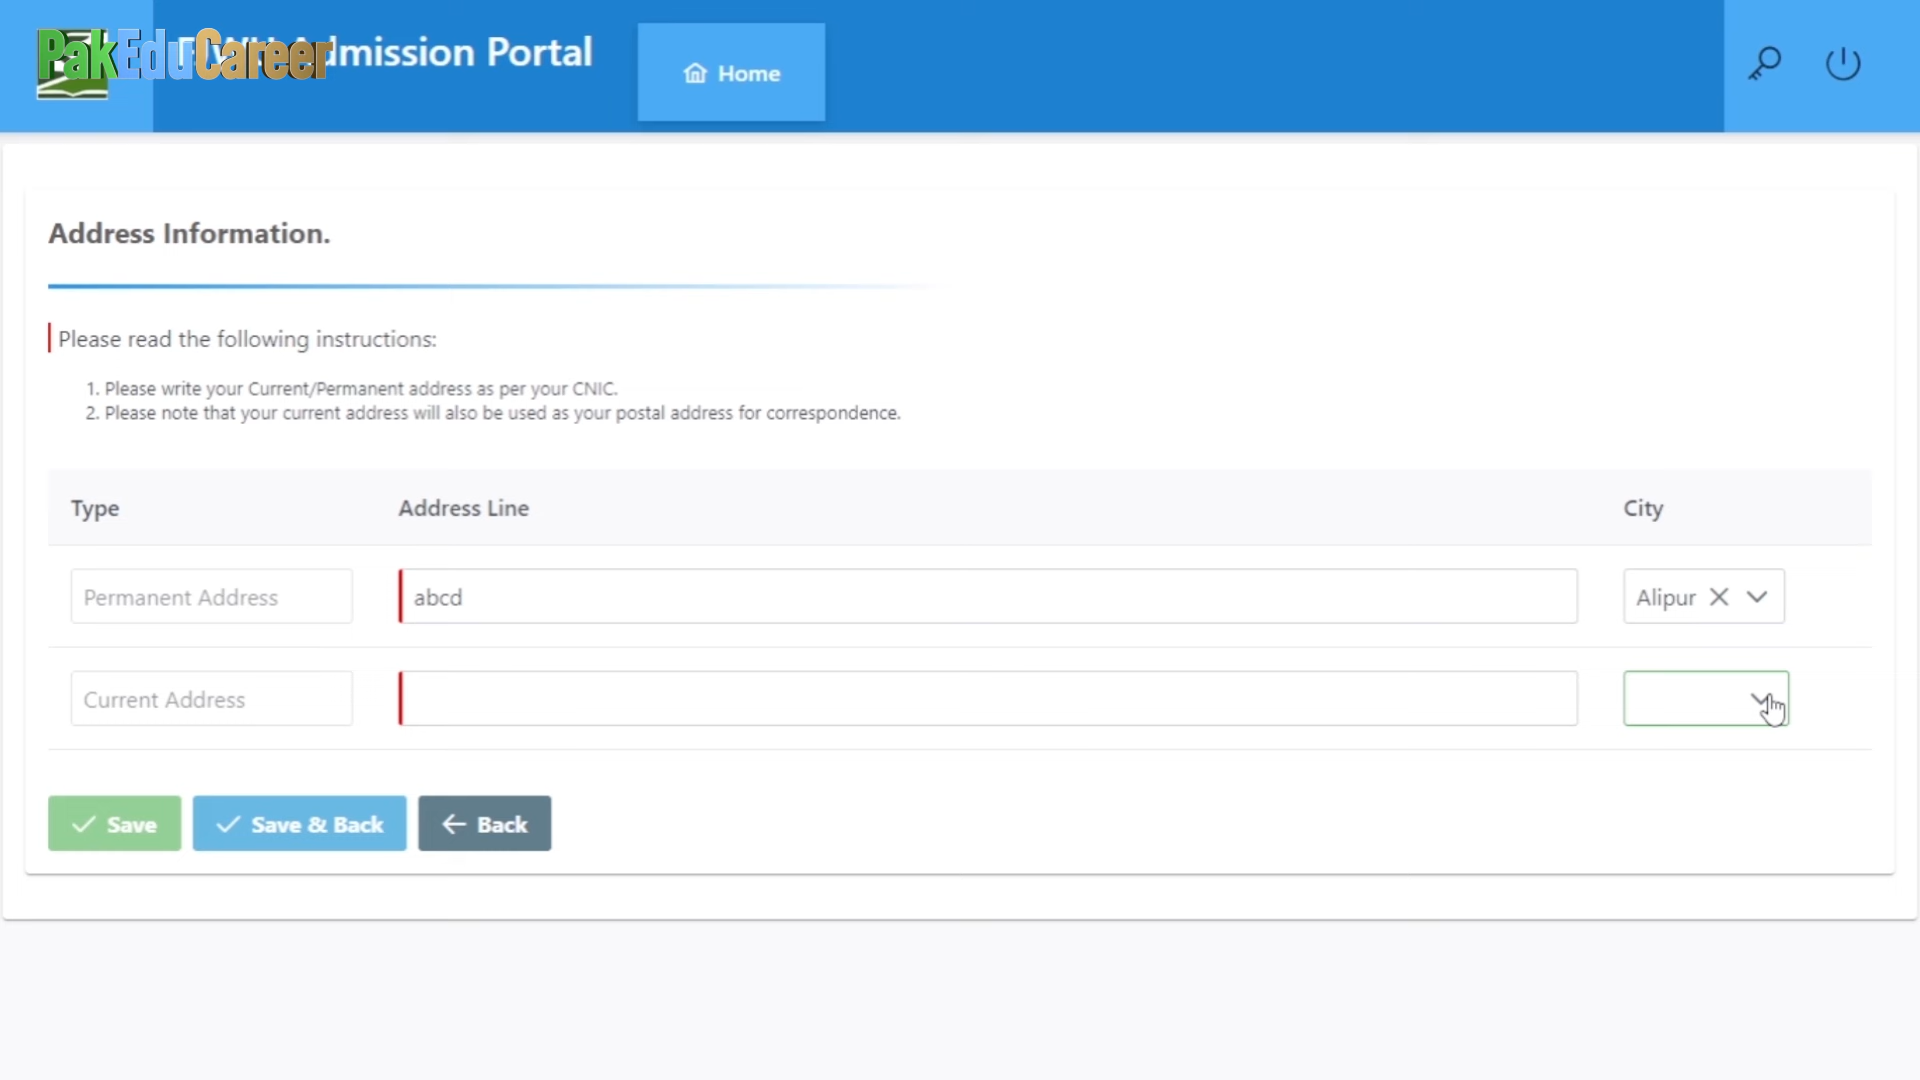 PakEduCareer
Admission Portal
Home
Address Information.
Please read the following instructions:
1. Please write your Current/Permanent address as per your CNIC.
2. Please note that your current address will also be used as your postal address for correspondence.
Type Address Line City
Permanent Address abcd Alipur
Current Address
Save Save & Back Back